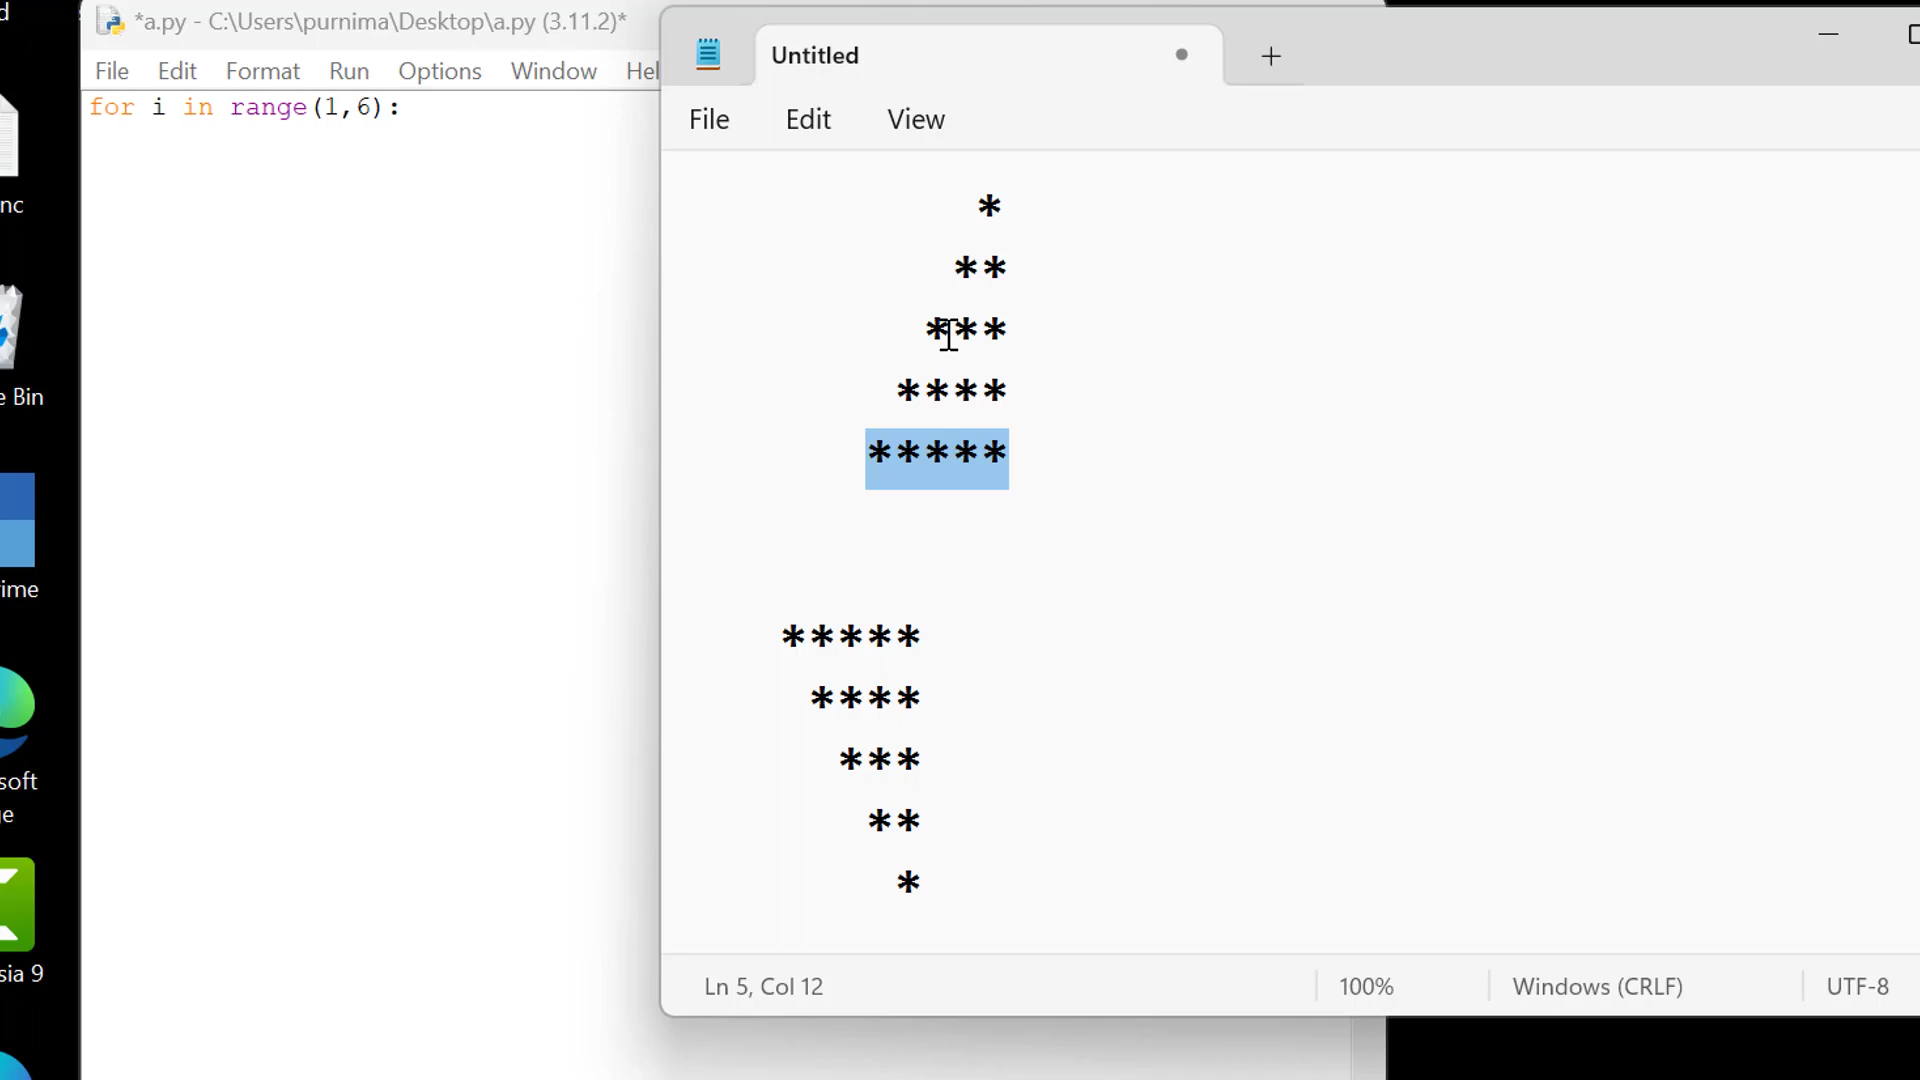 *a.py - C:\Users\purnima\Desktop\a.py (3.11.2)*
File Edit Format Run Options Window Hel
for i in range(1,6):
nc
e Bin
ime
soft
ge
sia 9
Untitled
File Edit View
*
**
***
****
*****
*****
****
***
**
*
Ln 5, Col 12 100% Windows (CRLF) UTF-8